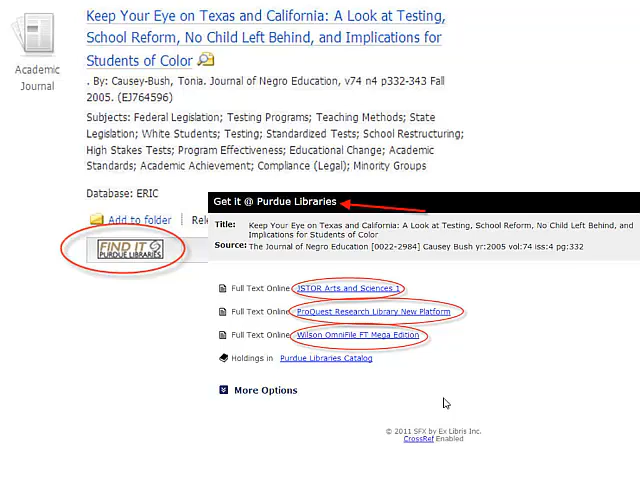 Keep Your Eye on Texas and California: A Look at Testing,
School Reform, No Child Left Behind, and Implications for
Students of Color
Academic
Journal
. By: Causey-Bush, Tonia. Journal of Negro Education, v74 n4 p332-343 Fall
2005. (EJ764596)
Subjects: Federal Legislation; Testing Programs; Teaching Methods; State
Legislation; White Students; Testing; Standardized Tests; School Restructuring;
High Stakes Tests; Program Effectiveness; Educational Change; Academic
Standards; Academic Achievement; Compliance (Legal); Minority Groups
Database: ERIC
Add to folder | Rele
FIND IT @
PURDUE LIBRARIES
Get it @ Purdue Libraries
Title: Keep Your Eye on Texas and California: A Look at Testing, School Reform, No Child Left Behind, and
Implications for Students of Color
Source: The Journal of Negro Education [0022-2984] Causey Bush yr:2005 vol:74 iss:4 pg:332
Full Text Online JSTOR Arts and Sciences 1
Full Text Online ProQuest Research Library New Platform
Full Text Online Wilson OmniFile FT Mega Edition
Holdings in Purdue Libraries Catalog
More Options
© 2011 SFX by Ex Libris Inc.
CrossRef Enabled